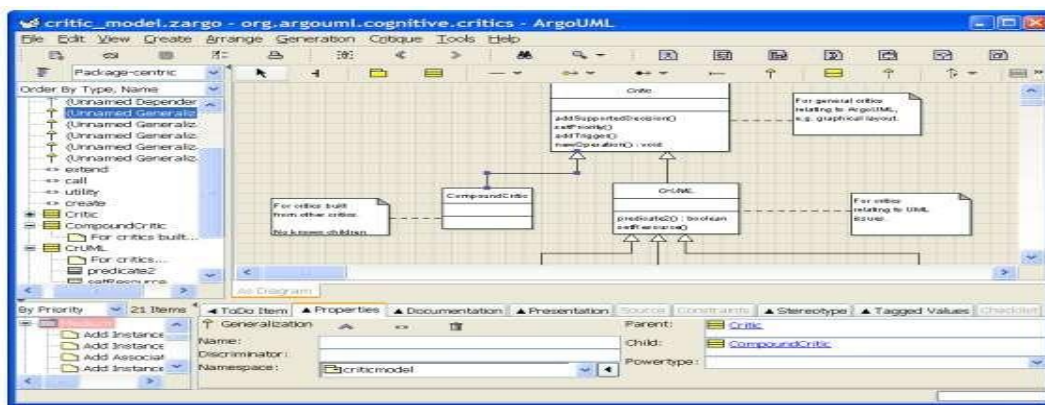 critic_model.zargo - org.argouml.cognitive.critics - ArgoUML
File Edit View Create Arrange Generation Critique Tools Help
Package-centric
Order By Type, Name
(Unnamed Depender
(Unnamed Generaliz
(Unnamed Generaliz
(Unnamed Generaliz
(Unnamed Generaliz
(Unnamed Generaliz
extend
call
utility
create
Critic
CompoundCritic
For critics built...
CrUML
For critics...
predicate2
setResource
Critic
addSupportedDecision()
setPriority()
addTrigger()
newOperation() : void
For general critics
relating to ArgoUML,
e.g. graphical layout.
For critics built
from other critics.
No known children
CompoundCritic
CrUML
predicate2() : boolean
setResource()
For critics
relating to UML
issues.
As Diagram
By Priority 21 Items
Add Instance
Add Instance
Add Associat
Add Instance
ToDo Item Properties Documentation Presentation Source Constraints Stereotype Tagged Values Checklist
Generalization
Name:
Discriminator:
Namespace: criticmodel
Parent: Critic
Child: CompoundCritic
Powertype: